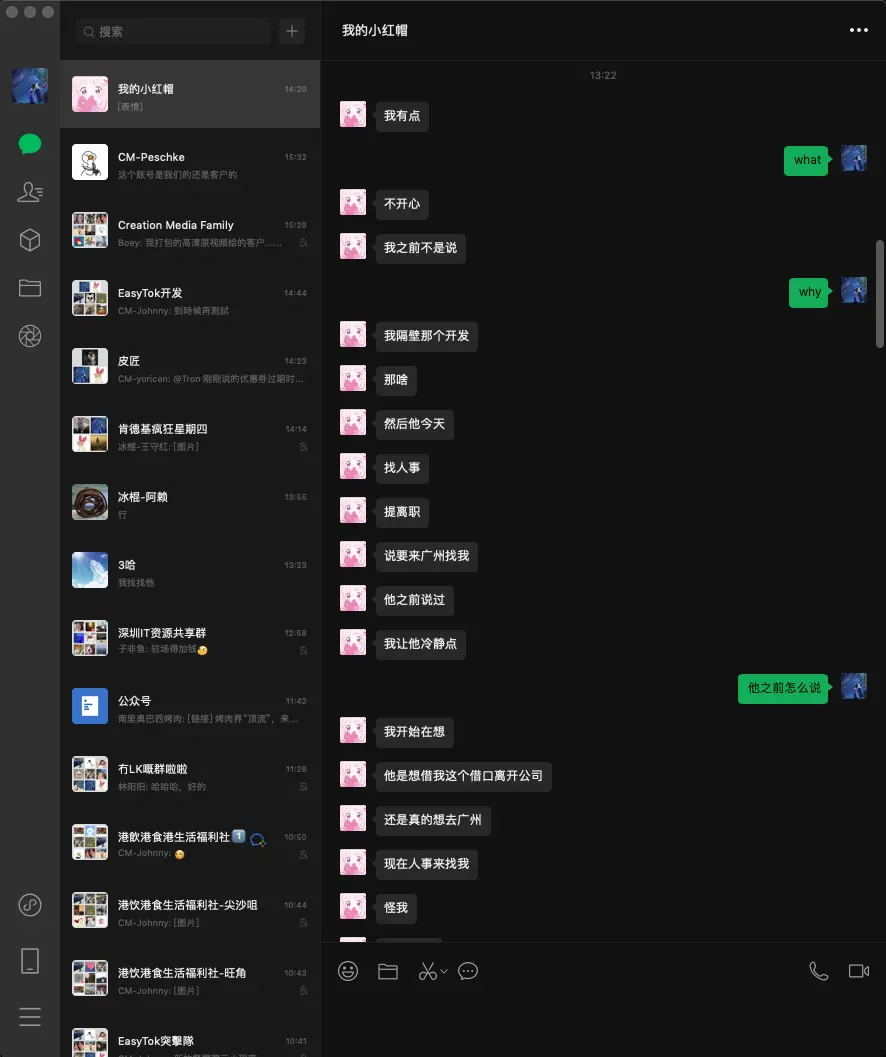 搜索
我的小红帽
14:20
[表情]
CM-Peschke
15:32
这个账号是我们的还是客户的
Creation Media Family
15:29
Boey: 我打包的高清原视频给的客户......
EasyTok开发
14:44
CM-Johnny: 到時候再測試
皮匠
14:23
CM-yoricen: @Tron 刚刚说的优惠券过期时...
肯德基疯狂星期四
14:14
冰棍-王守红: [图片]
冰棍-阿赖
13:55
行
3哈
13:23
我找找他
深圳IT资源共享群
12:58
子非鱼: 驻场得加钱
公众号
11:42
南里奥巴西烤肉: [链接] 烤肉界“顶流”，来...
冇LK嘅群啦啦
11:28
林阳阳: 哈哈哈，好的
港飲港食港生活福利社1
10:50
CM-Johnny:
港饮港食生活福利社-尖沙咀
10:44
CM-Johnny: [图片]
港饮港食生活福利社-旺角
10:43
CM-Johnny: [图片]
EasyTok突擊隊
10:41
我的小红帽
13:22
我有点
what
不开心
我之前不是说
why
我隔壁那个开发
那啥
然后他今天
找人事
提离职
说要来广州找我
他之前说过
我让他冷静点
他之前怎么说
我开始在想
他是想借我这个借口离开公司
还是真的想去广州
现在人事来找我
怪我